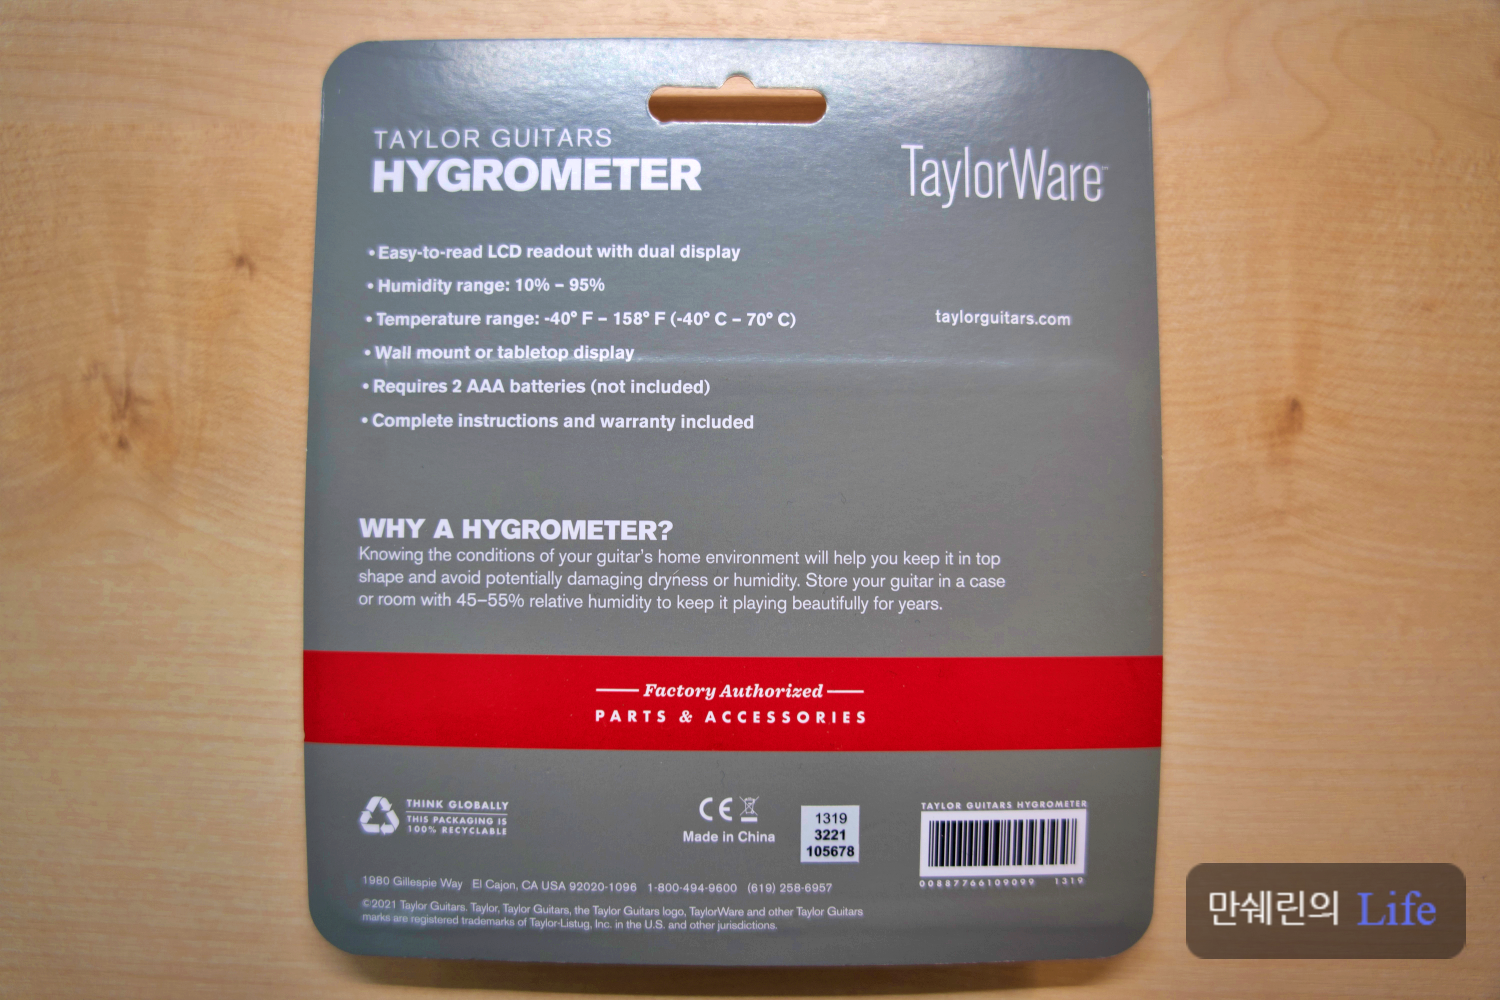 TAYLOR GUITARS
HYGROMETER
TaylorWare™
• Easy-to-read LCD readout with dual display
• Humidity range: 10% – 95%
• Temperature range: -40° F – 158° F (-40° C – 70° C)
taylorguitars.com
• Wall mount or tabletop display
• Requires 2 AAA batteries (not included)
• Complete instructions and warranty included
WHY A HYGROMETER?
Knowing the conditions of your guitar's home environment will help you keep it in top
shape and avoid potentially damaging dryness or humidity. Store your guitar in a case
or room with 45–55% relative humidity to keep it playing beautifully for years.
Factory Authorized
PARTS & ACCESSORIES
THINK GLOBALLY
THIS PACKAGING IS
100% RECYCLABLE
CE
Made in China
1319
3221
105678
TAYLOR GUITARS HYGROMETER
00887766109099 1319
1980 Gillespie Way El Cajon, CA USA 92020-1096 1-800-494-9600 (619) 258-6957
©2021 Taylor Guitars. Taylor, Taylor Guitars, the Taylor Guitars logo, TaylorWare and other Taylor Guitars
marks are registered trademarks of Taylor-Listug, Inc. in the U.S. and other jurisdictions.
만쉐린의 Life